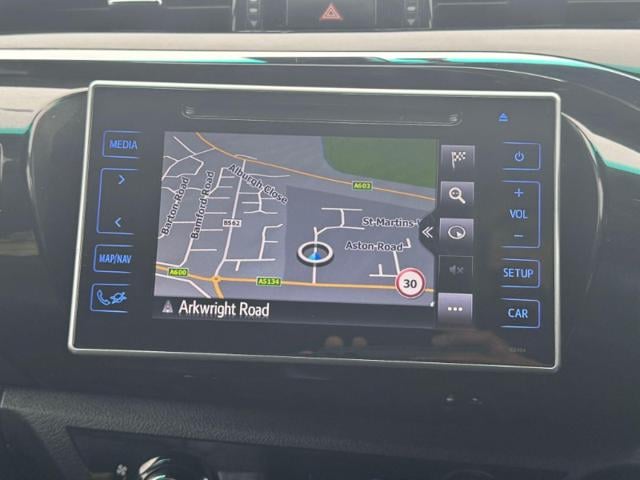 MEDIA
MAP/NAV
VOL
+
−
SETUP
CAR
Alburgh Close
Barton-Road
Bamford Road
B562
A603
St-Martins-
Aston-Road
A600
A5134
30
Arkwright Road